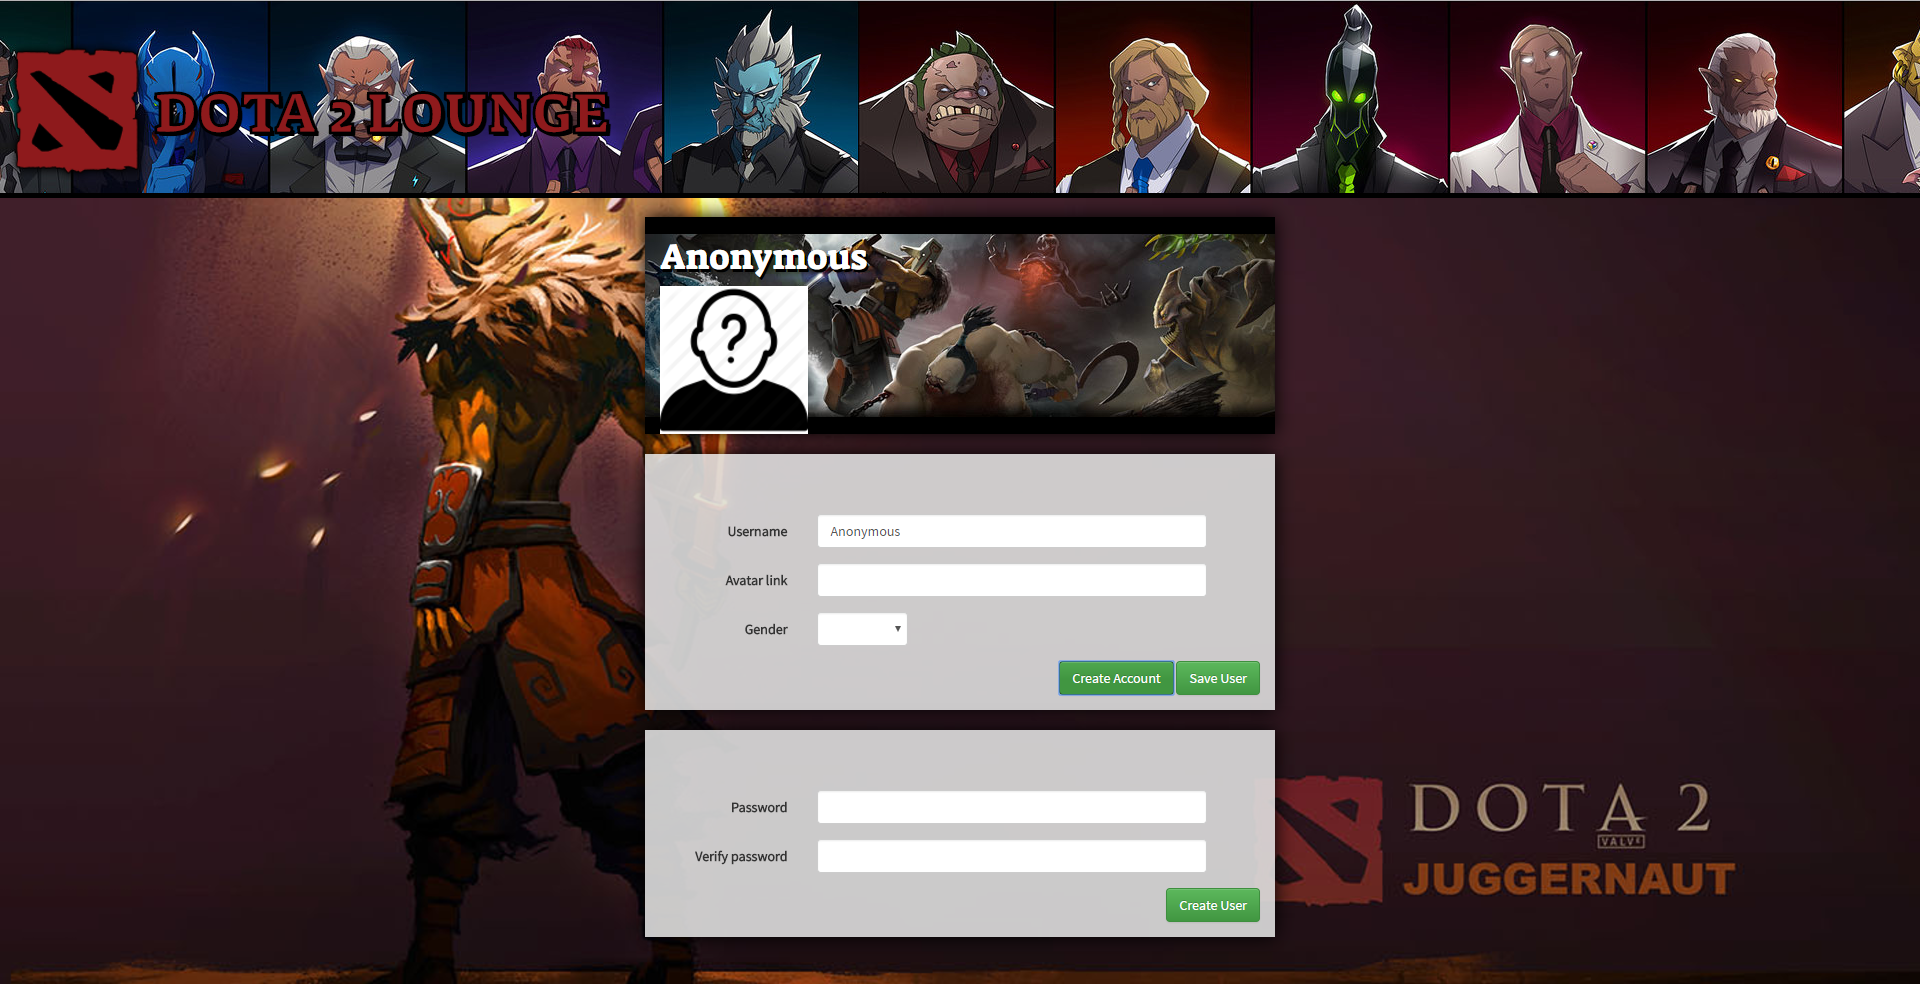 DOTA 2 LOUNGE
Anonymous
?
Username
Anonymous
Avatar link
Gender
Create Account
Save User
Password
Verify password
Create User
DOTA 2
VALVE
JUGGERNAUT